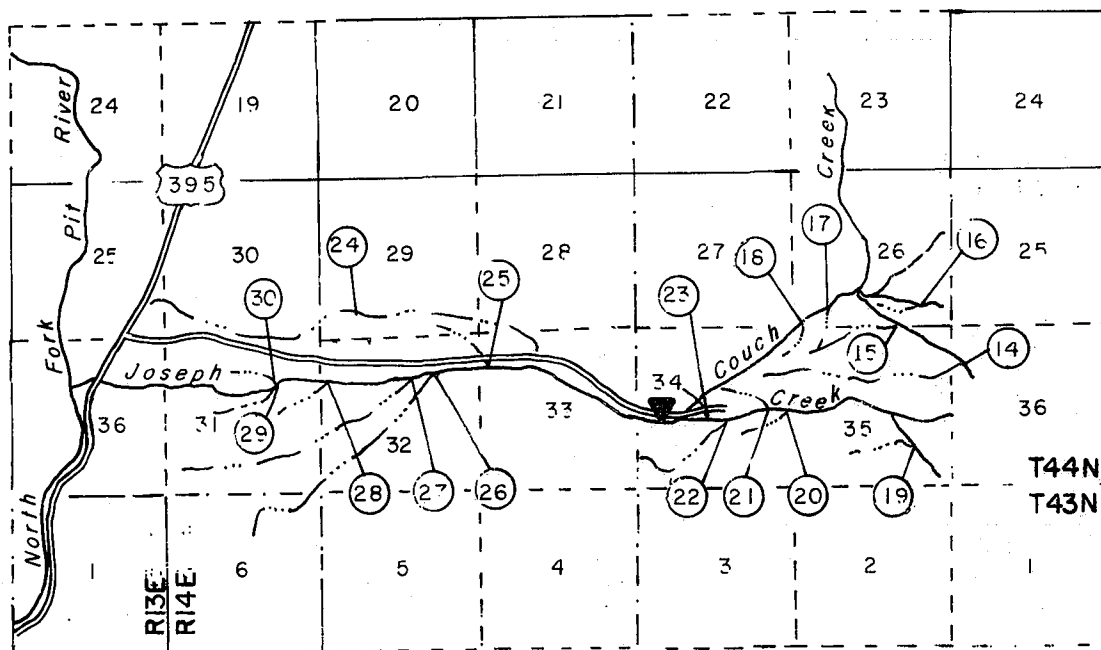 24 19 20 21 22 23 24
River
Creek
395
Pit
17
24
16
25 30 29 28 27 18 26 25
25
30
23
Fork
Couch
15
14
Joseph
34
Creek
36 31 33 35 36
29
32
T44N
28 27 26 22 21 20 19
T43N
North
1 6 5 4 3 2 1
R13E
R14E